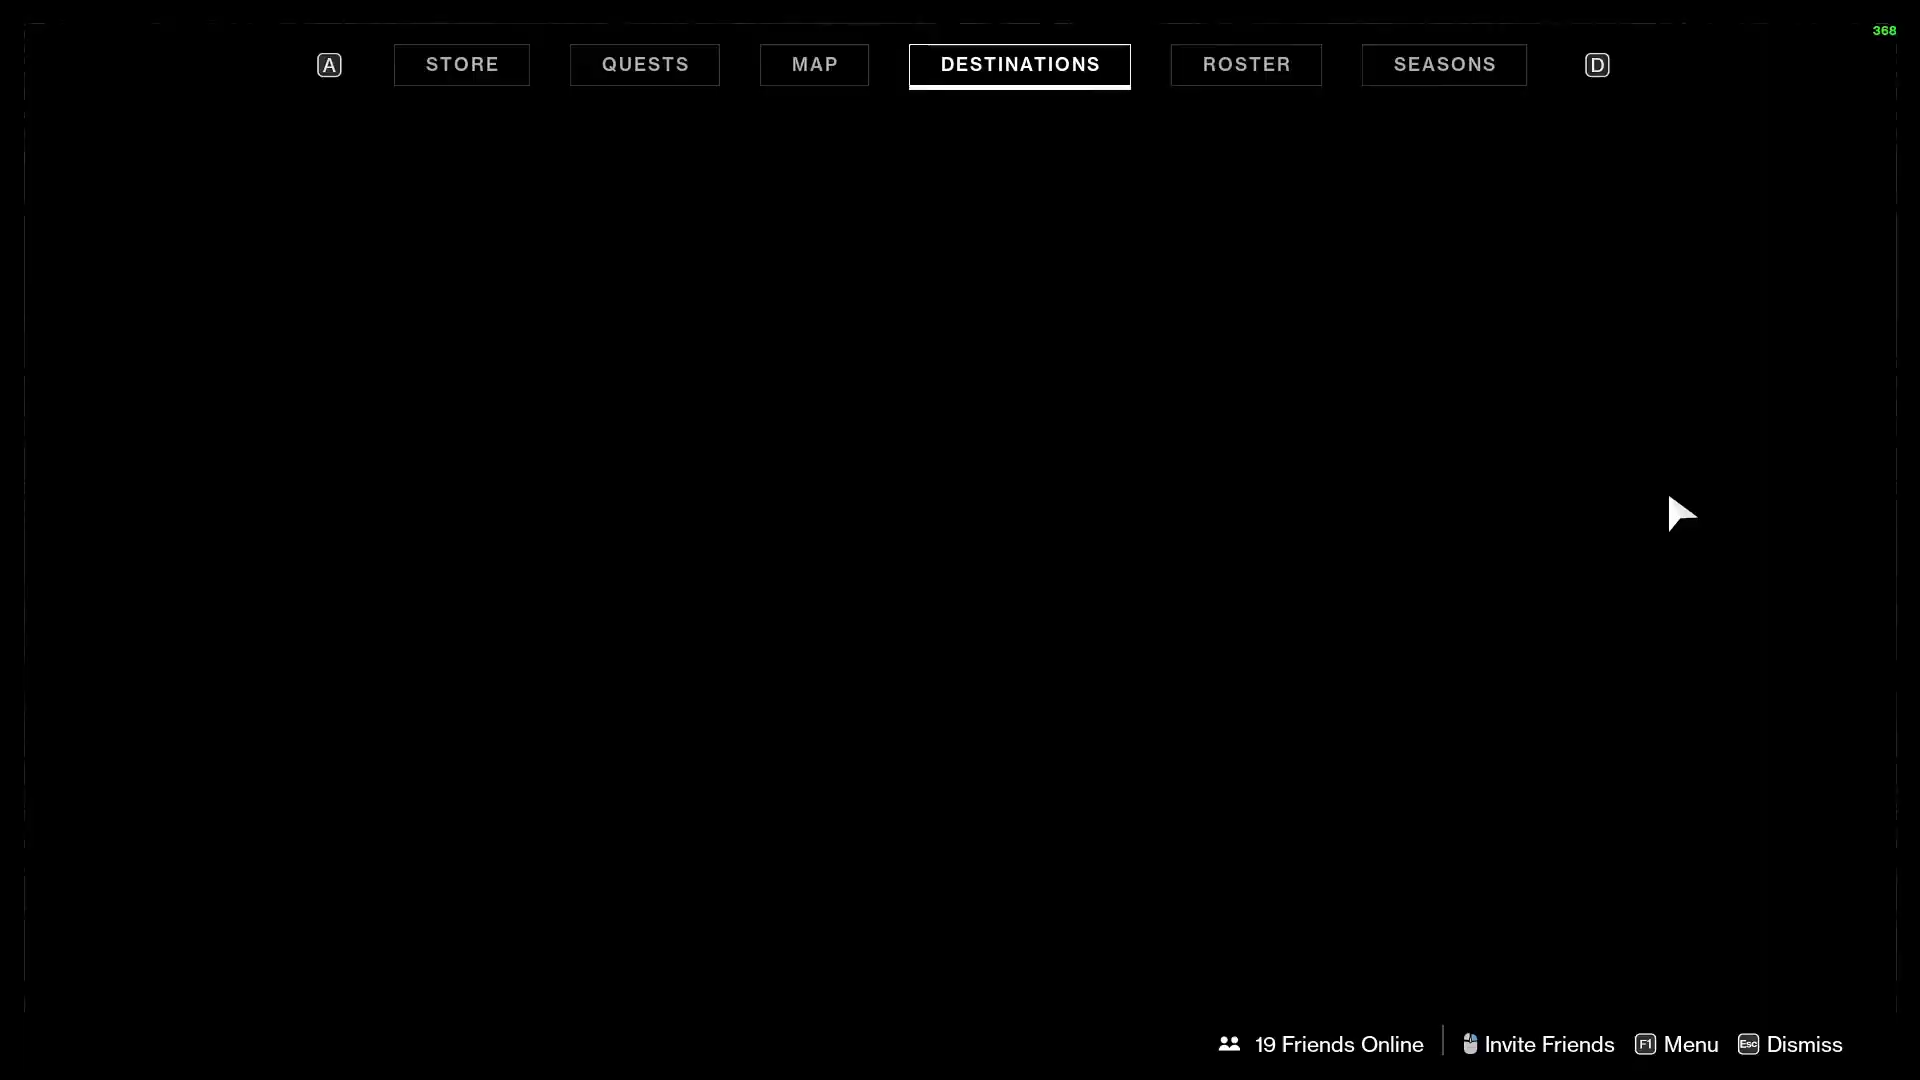 368
A STORE QUESTS MAP DESTINATIONS ROSTER SEASONS D
19 Friends Online Invite Friends F1 Menu Esc Dismiss